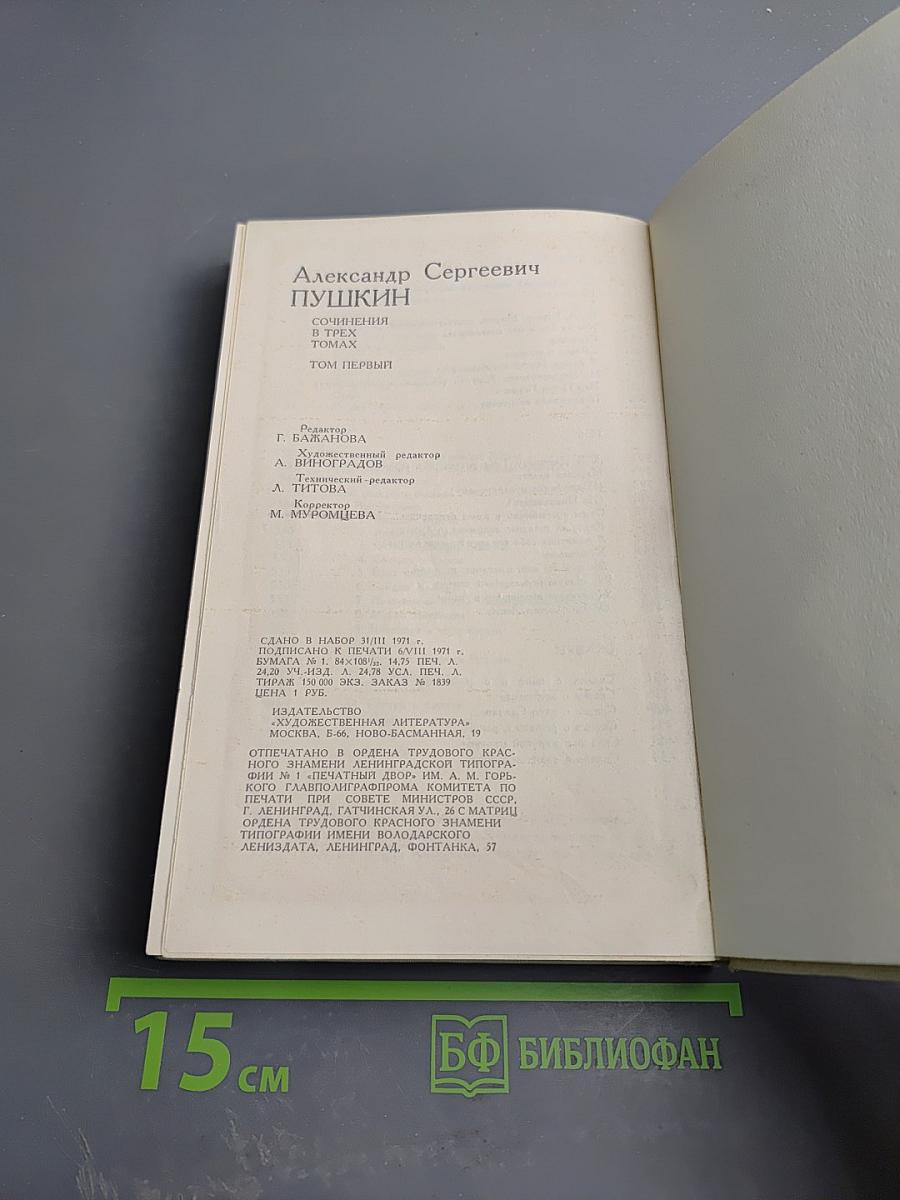 Александр Сергеевич
ПУШКИН
СОЧИНЕНИЯ
В ТРЕХ
ТОМАХ
ТОМ ПЕРВЫЙ
Редактор
Г. БАЖАНОВА
Художественный редактор
А. ВИНОГРАДОВ
Технический редактор
Л. ТИТОВА
Корректор
М. МУРОМЦЕВА
СДАНО В НАБОР 31/III 1971 г.
ПОДПИСАНО К ПЕЧАТИ 6/VIII 1971 г.
БУМАГА № 1. 84×108 1/32. 14,75 ПЕЧ. Л.
24,20 УЧ.-ИЗД. Л. 24,78 УСЛ. ПЕЧ. Л.
ТИРАЖ 150 000 ЭКЗ. ЗАКАЗ № 1839
ЦЕНА 1 РУБ.
ИЗДАТЕЛЬСТВО
«ХУДОЖЕСТВЕННАЯ ЛИТЕРАТУРА»
МОСКВА, Б-66, НОВО-БАСМАННАЯ, 19
ОТПЕЧАТАНО В ОРДЕНА ТРУДОВОГО КРАС-
НОГО ЗНАМЕНИ ЛЕНИНГРАДСКОЙ ТИПОГРА-
ФИИ № 1 «ПЕЧАТНЫЙ ДВОР» ИМ. А. М. ГОРЬ-
КОГО ГЛАВПОЛИГРАФПРОМА КОМИТЕТА ПО
ПЕЧАТИ ПРИ СОВЕТЕ МИНИСТРОВ СССР,
Г. ЛЕНИНГРАД, ГАТЧИНСКАЯ УЛ., 26 С МАТРИЦ
ОРДЕНА ТРУДОВОГО КРАСНОГО ЗНАМЕНИ
ТИПОГРАФИИ ИМЕНИ ВОЛОДАРСКОГО
ЛЕНИЗДАТА, ЛЕНИНГРАД, ФОНТАНКА, 57
15 см
БФ БИБЛИОФАН